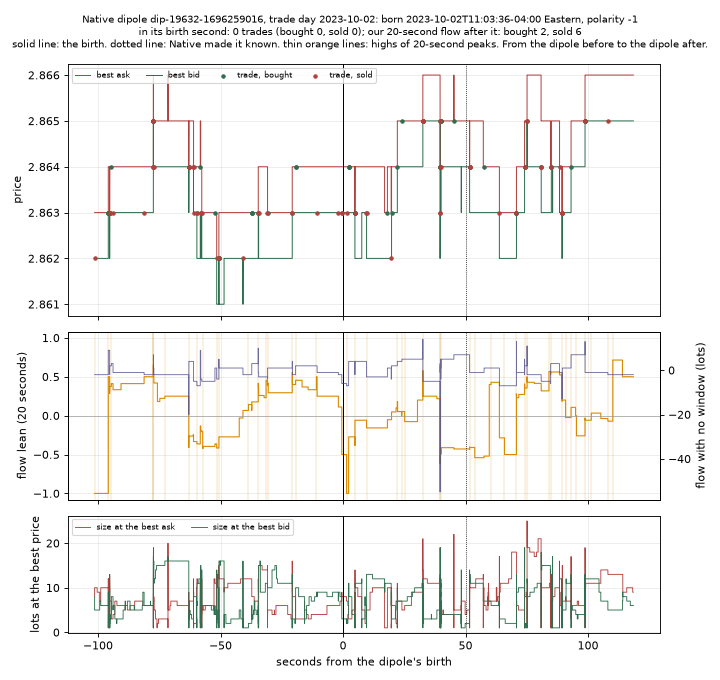 Native dipole dip-19632-1696259016, trade day 2023-10-02: born 2023-10-02T11:03:36-04:00 Eastern, polarity -1
in its birth second: 0 trades (bought 0, sold 0); our 20-second flow after it: bought 2, sold 6
solid line: the birth. dotted line: Native made it known. thin orange lines: highs of 20-second peaks. From the dipole before to the dipole after.
best ask
best bid
trade, bought
trade, sold
2.866
2.865
2.864
2.863
2.862
2.861
price
1.0
0.5
0.0
−0.5
−1.0
flow lean (20 seconds)
0
−20
−40
flow with no window (lots)
size at the best ask
size at the best bid
20
10
0
lots at the best price
−100
−50
0
50
100
seconds from the dipole's birth